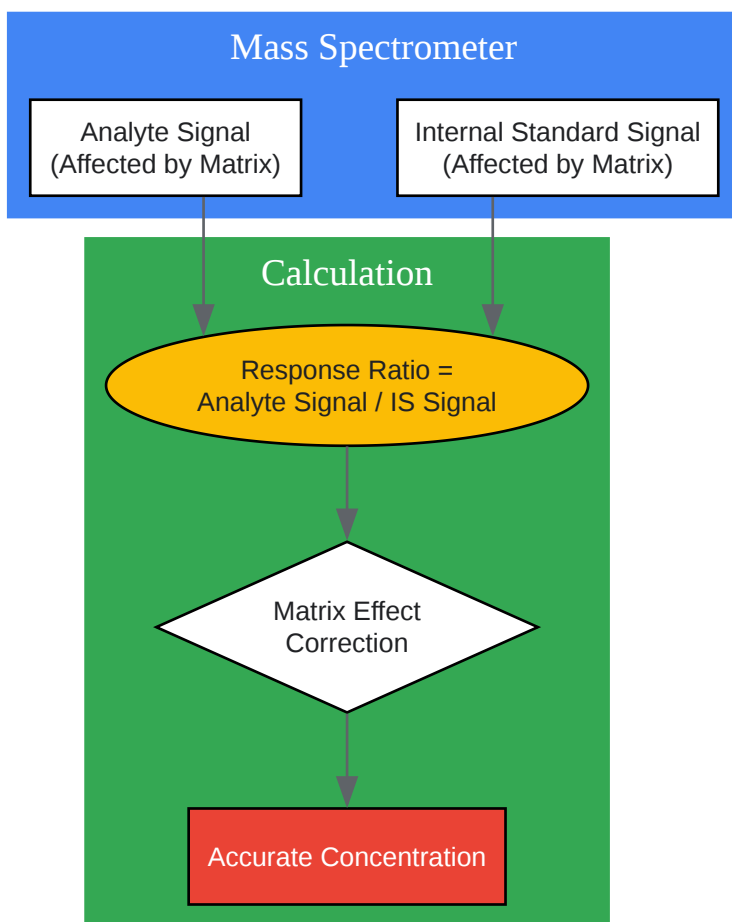 Mass Spectrometer
Analyte Signal
(Affected by Matrix)
Internal Standard Signal
(Affected by Matrix)
Calculation
Response Ratio =
Analyte Signal / IS Signal
Matrix Effect
Correction
Accurate Concentration